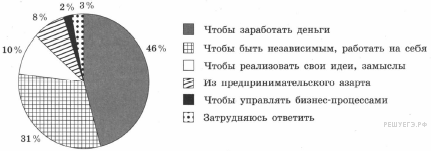 2%
3%
8%
10%
46%
31%
Чтобы заработать деньги
Чтобы быть независимым, работать на себя
Чтобы реализовать свои идеи, замыслы
Из предпринимательского азарта
Чтобы управлять бизнес-процессами
Затрудняюсь ответить
РЕШУЕГЭ.РФ